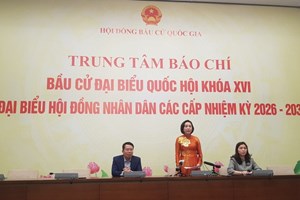 HỘI ĐỒNG BẦU CỬ QUỐC GIA
TRUNG TÂM BÁO CHÍ
BẦU CỬ ĐẠI BIỂU QUỐC HỘI KHÓA XVI
ĐẠI BIỂU HỘI ĐỒNG NHÂN DÂN CÁC CẤP NHIỆM KỲ 2026 - 203